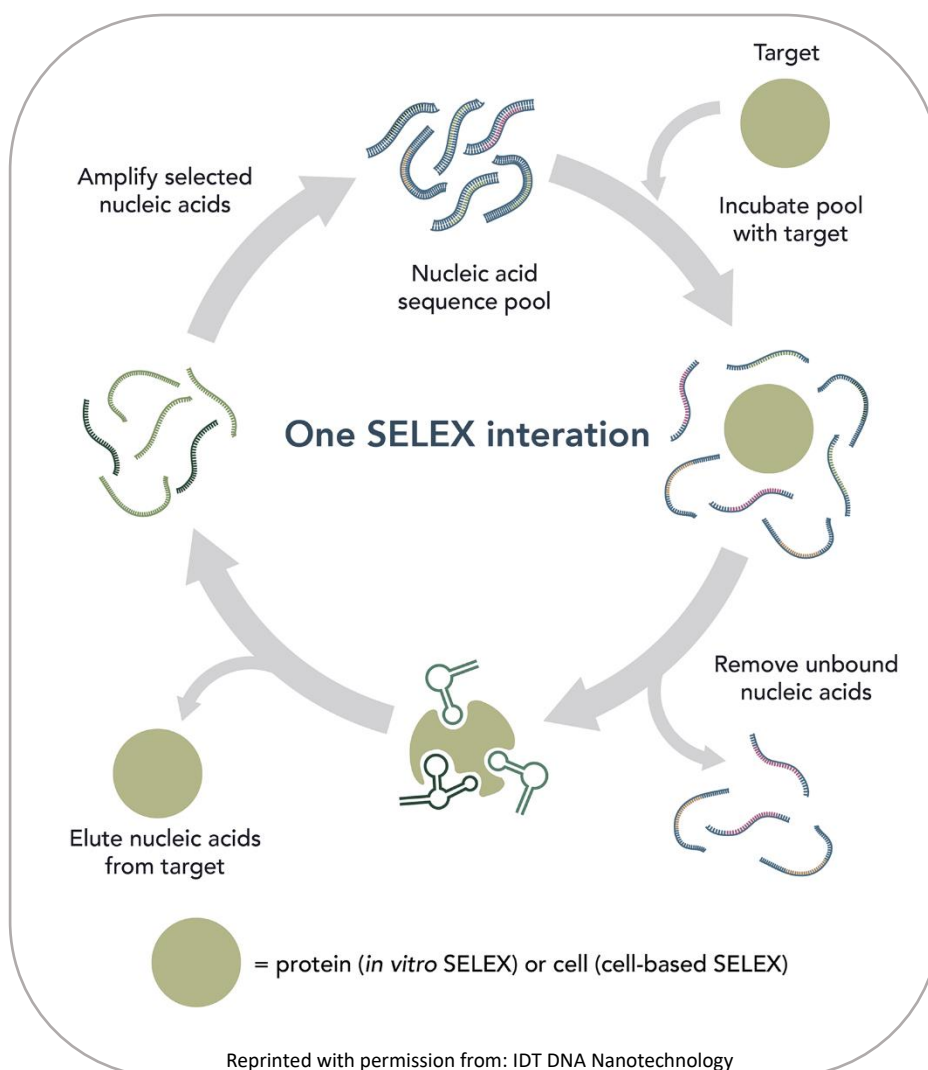 Target
Amplify selected
nucleic acids
Incubate pool
with target
Nucleic acid
sequence pool
One SELEX interation
Remove unbound
nucleic acids
Elute nucleic acids
from target
= protein (in vitro SELEX) or cell (cell-based SELEX)
Reprinted with permission from: IDT DNA Nanotechnology